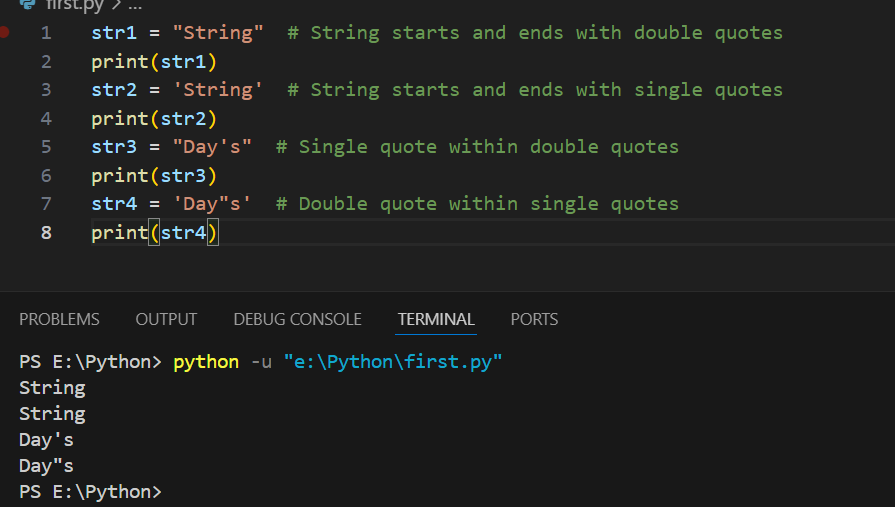 first.py > ...
1 str1 = "String"  # String starts and ends with double quotes
2 print(str1)
3 str2 = 'String'  # String starts and ends with single quotes
4 print(str2)
5 str3 = "Day's"  # Single quote within double quotes
6 print(str3)
7 str4 = 'Day"s'  # Double quote within single quotes
8 print(str4)
PROBLEMS OUTPUT DEBUG CONSOLE TERMINAL PORTS
PS E:\Python> python -u "e:\Python\first.py"
String
String
Day's
Day"s
PS E:\Python>